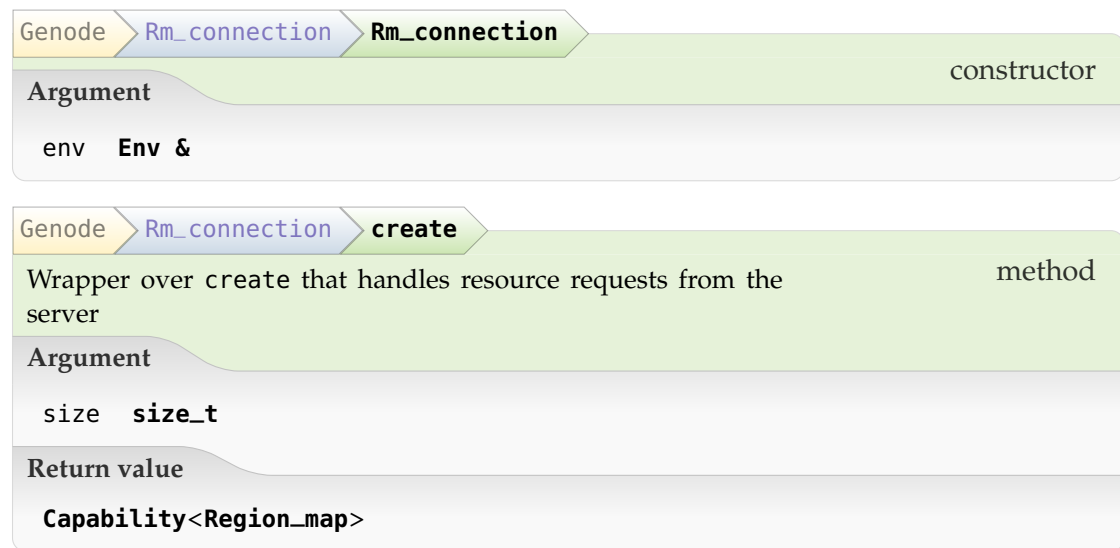 Genode Rm_connection Rm_connection
constructor
Argument
env Env &
Genode Rm_connection create
method
Wrapper over create that handles resource requests from the
server
Argument
size size_t
Return value
Capability<Region_map>